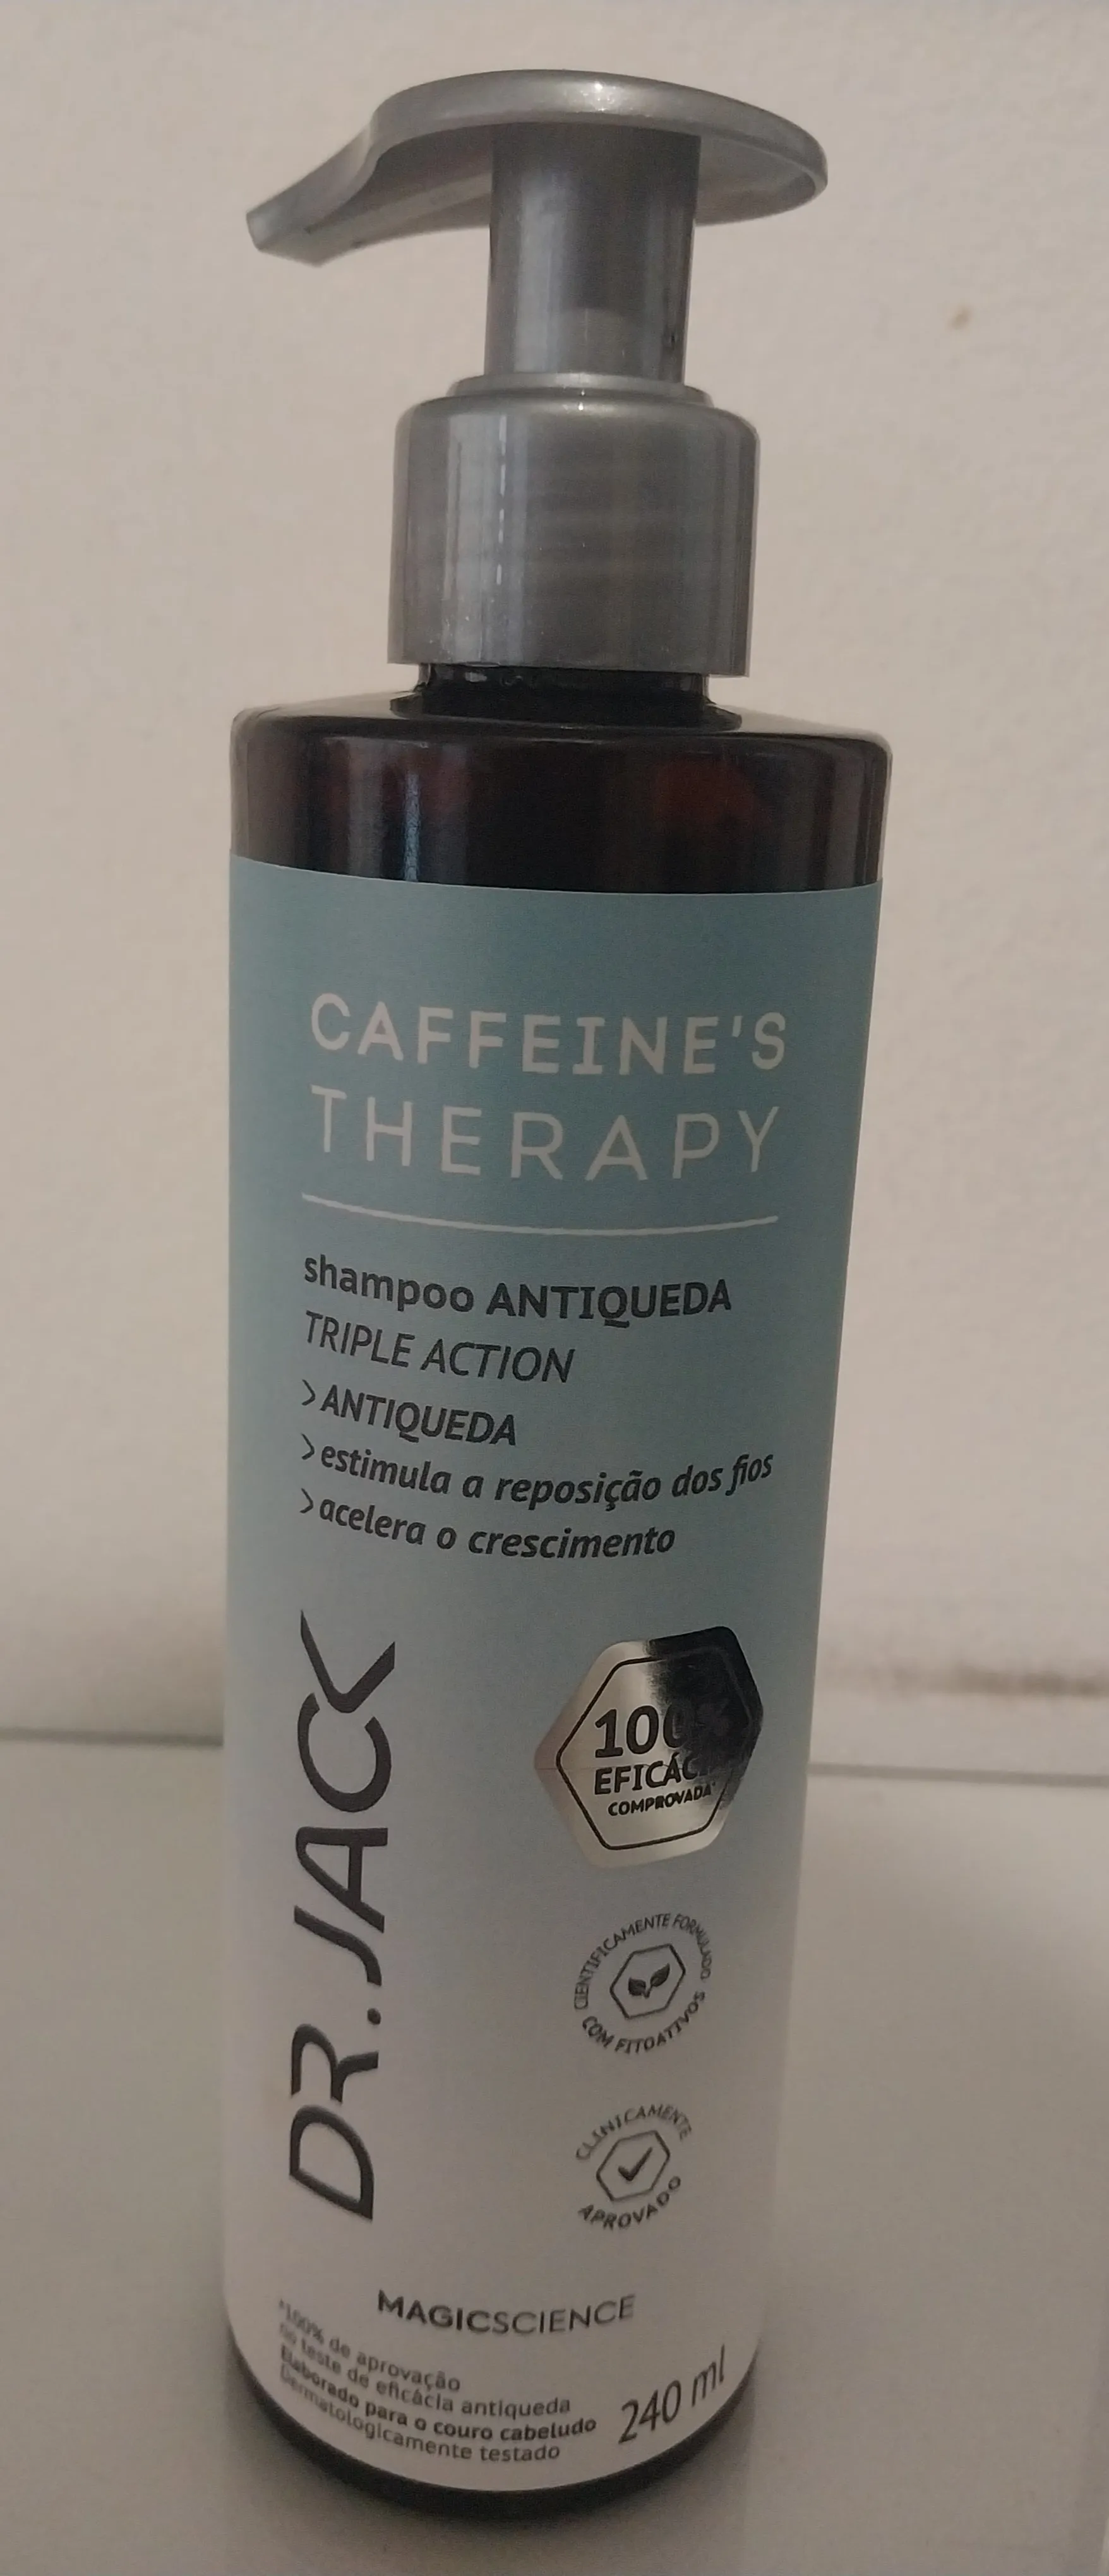 CAFFEINE'S
THERAPY
shampoo ANTIQUEDA
TRIPLE ACTION
>ANTIQUEDA
>estimula a reposição dos fios
>acelera o crescimento
DR. JACK
100%
EFICÁCIA
COMPROVADA*
CIENTIFICAMENTE FORMULADO
COM FITOATIVOS
CLINICAMENTE
APROVADO
MAGICSCIENCE
*100% de aprovação
no teste de eficácia antiqueda
Elaborado para o couro cabeludo
Dermatologicamente testado
240 ml